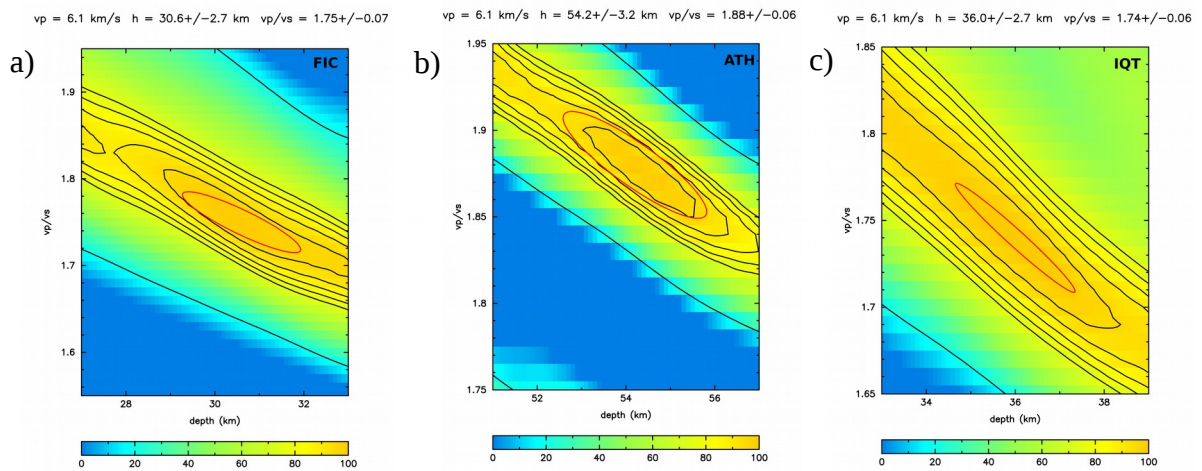 vp = 6.1 km/s h = 30.6+/-2.7 km vp/vs = 1.75+/-0.07
a)
FIC
1.9
1.8
1.7
1.6
vp/vs
28 30 32
depth (km)
0 20 40 60 80 100
vp = 6.1 km/s h = 54.2+/-3.2 km vp/vs = 1.88+/-0.06
b)
ATH
1.95
1.9
1.85
1.8
1.75
vp/vs
52 54 56
depth (km)
0 20 40 60 80 100
vp = 6.1 km/s h = 36.0+/-2.7 km vp/vs = 1.74+/-0.06
c)
IQT
1.85
1.8
1.75
1.7
1.65
vp/vs
34 36 38
depth (km)
0 20 40 60 80 100